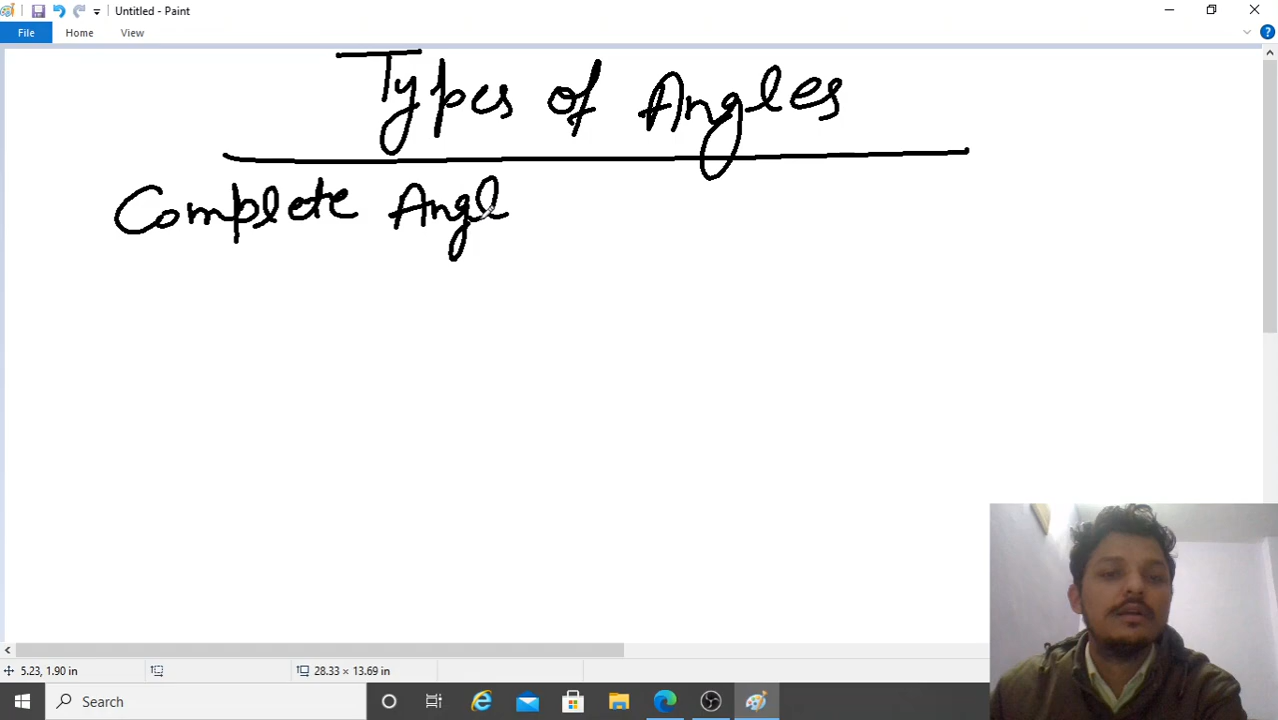 Untitled - Paint
File Home View
Types of Angles
Complete Angl
5.23, 1.90 in 28.33 × 13.69 in
Search